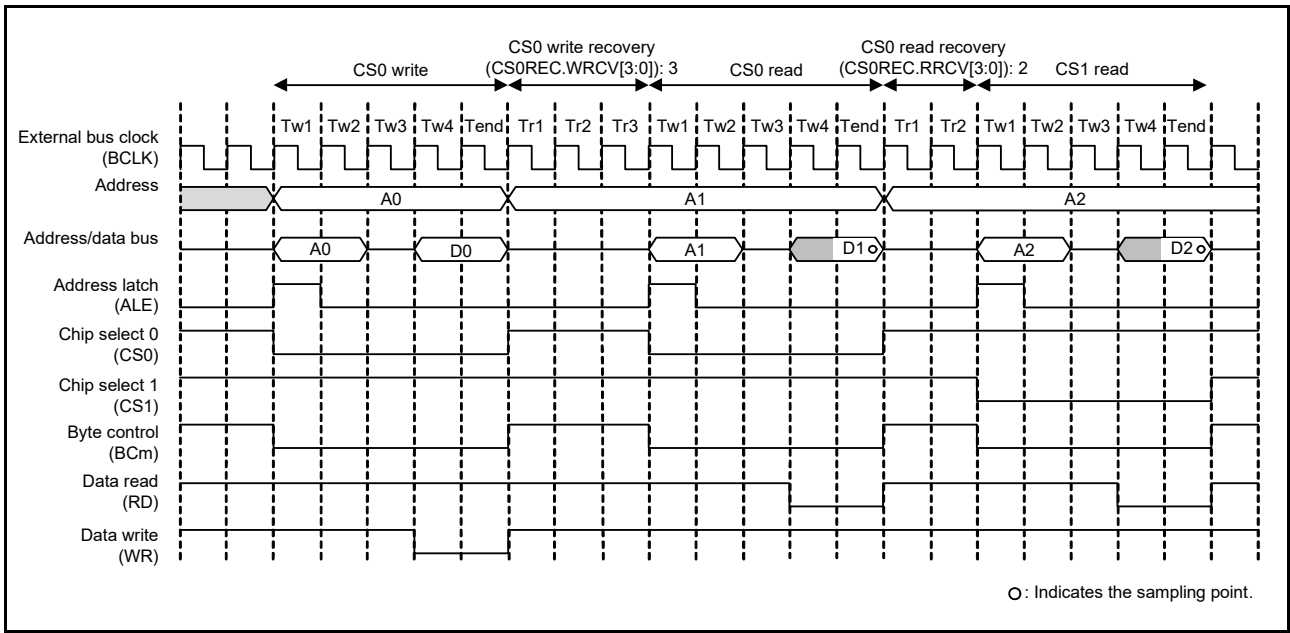 CS0 write recovery
(CS0REC.WRCV[3:0]): 3
CS0 read recovery
(CS0REC.RRCV[3:0]): 2
CS0 write
CS0 read
CS1 read
Tw1 Tw2 Tw3 Tw4 Tend Tr1 Tr2 Tr3 Tw1 Tw2 Tw3 Tw4 Tend Tr1 Tr2 Tw1 Tw2 Tw3 Tw4 Tend
External bus clock
(BCLK)
Address
A0 A1 A2
Address/data bus
A0 D0 A1 D1 A2 D2
Address latch
(ALE)
Chip select 0
(CS0)
Chip select 1
(CS1)
Byte control
(BCm)
Data read
(RD)
Data write
(WR)
: Indicates the sampling point.